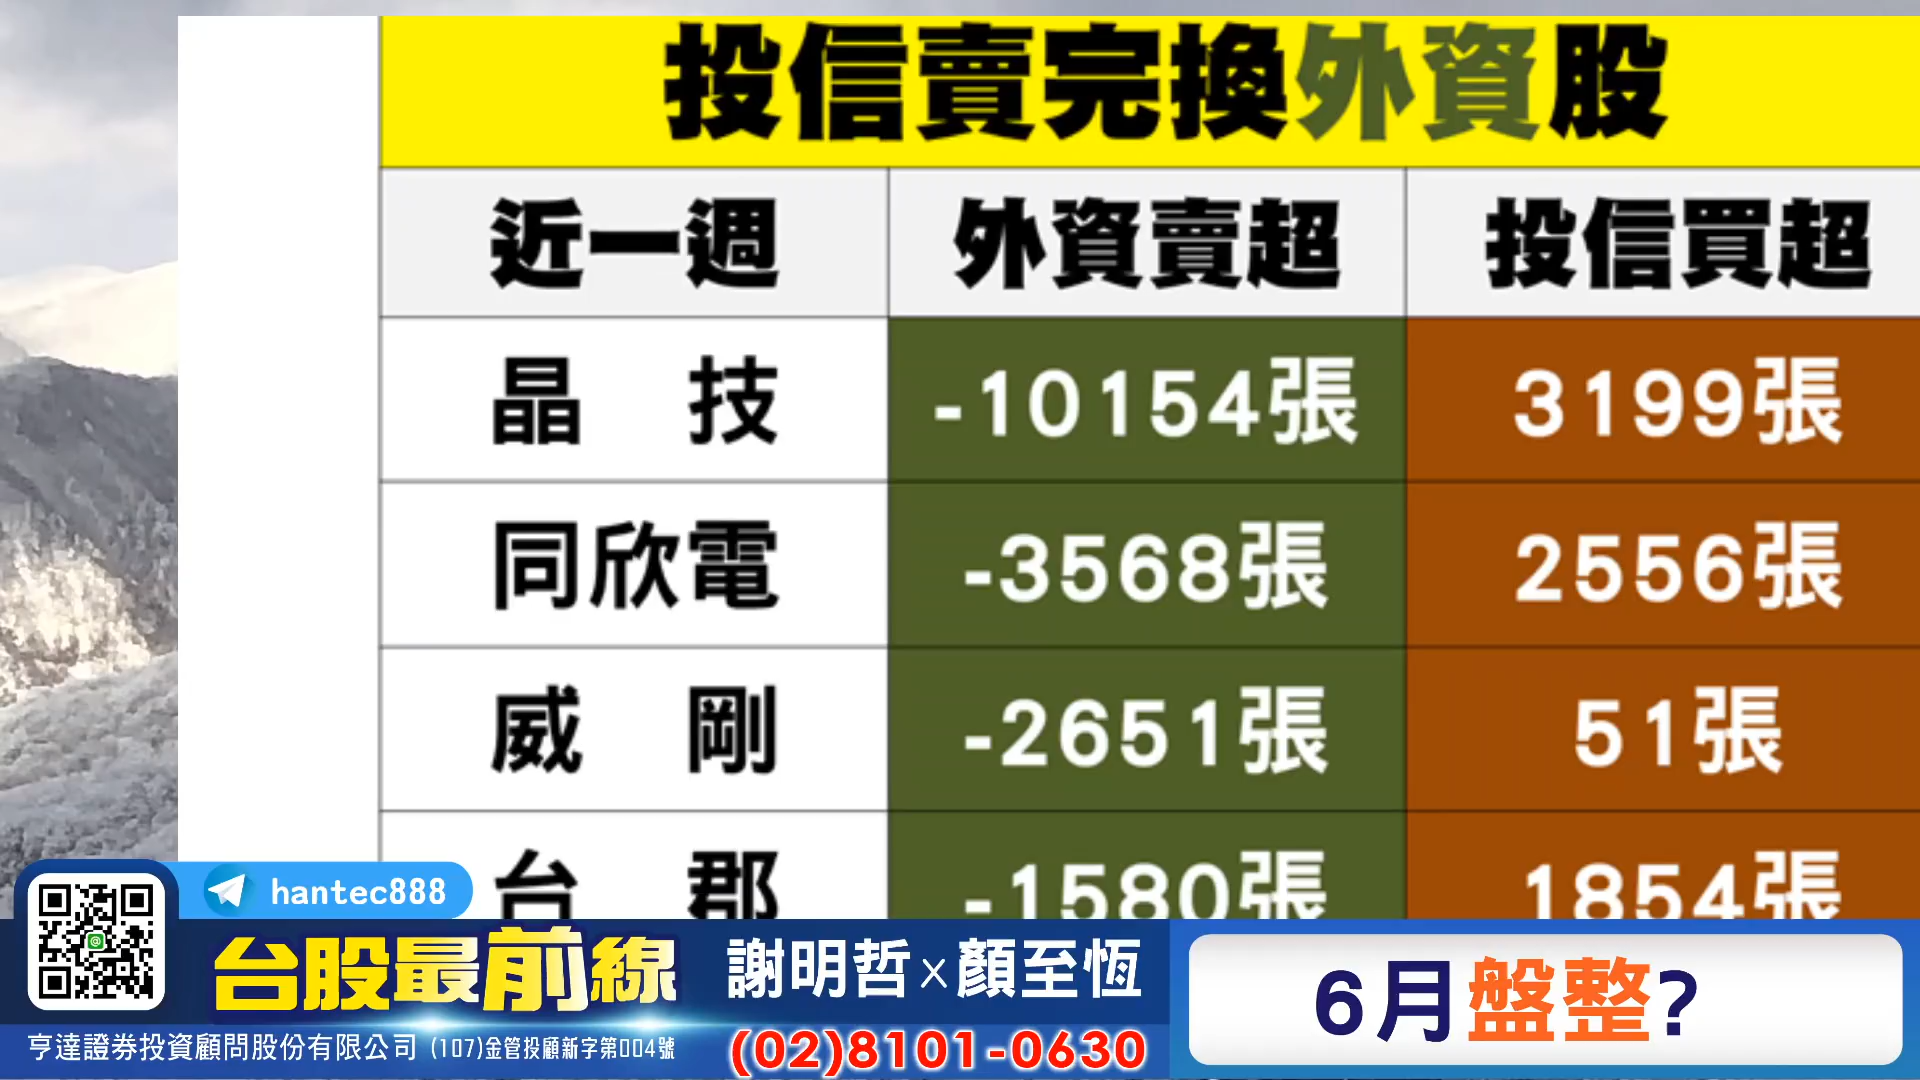 投信賣完換外資股
近一週 外資賣超 投信買超
晶技 -10154張 3199張
同欣電 -3568張 2556張
威剛 -2651張 51張
台郡 -1580張 1854張
hantec888
台股最前線 謝明哲x顏至恆
6月盤整?
亨達證券投資顧問股份有限公司 (107)金管投顧新字第004號
(02)8101-0630